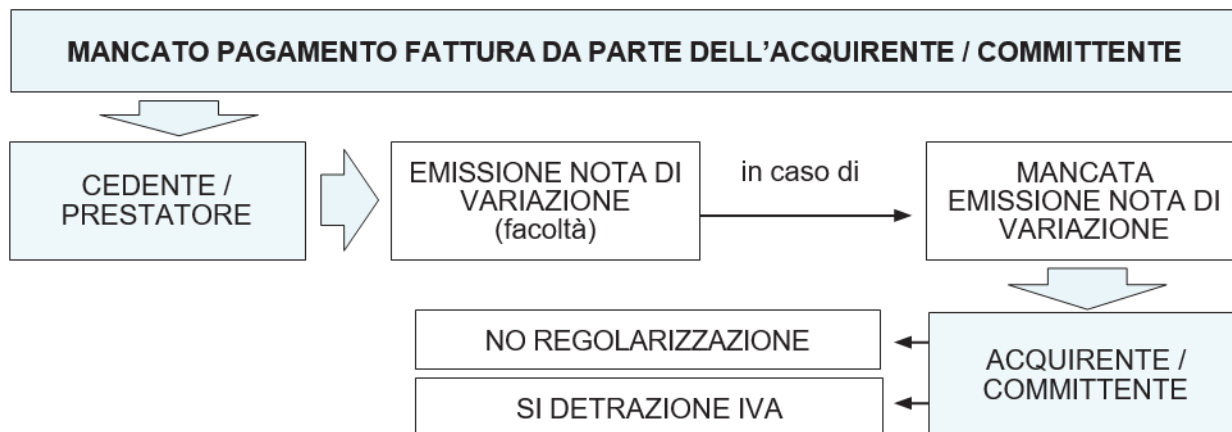 MANCATO PAGAMENTO FATTURA DA PARTE DELL’ACQUIRENTE / COMMITTENTE
CEDENTE /
PRESTATORE
EMISSIONE NOTA DI
VARIAZIONE
(facoltà)
in caso di
MANCATA
EMISSIONE NOTA DI
VARIAZIONE
NO REGOLARIZZAZIONE
SI DETRAZIONE IVA
ACQUIRENTE /
COMMITTENTE